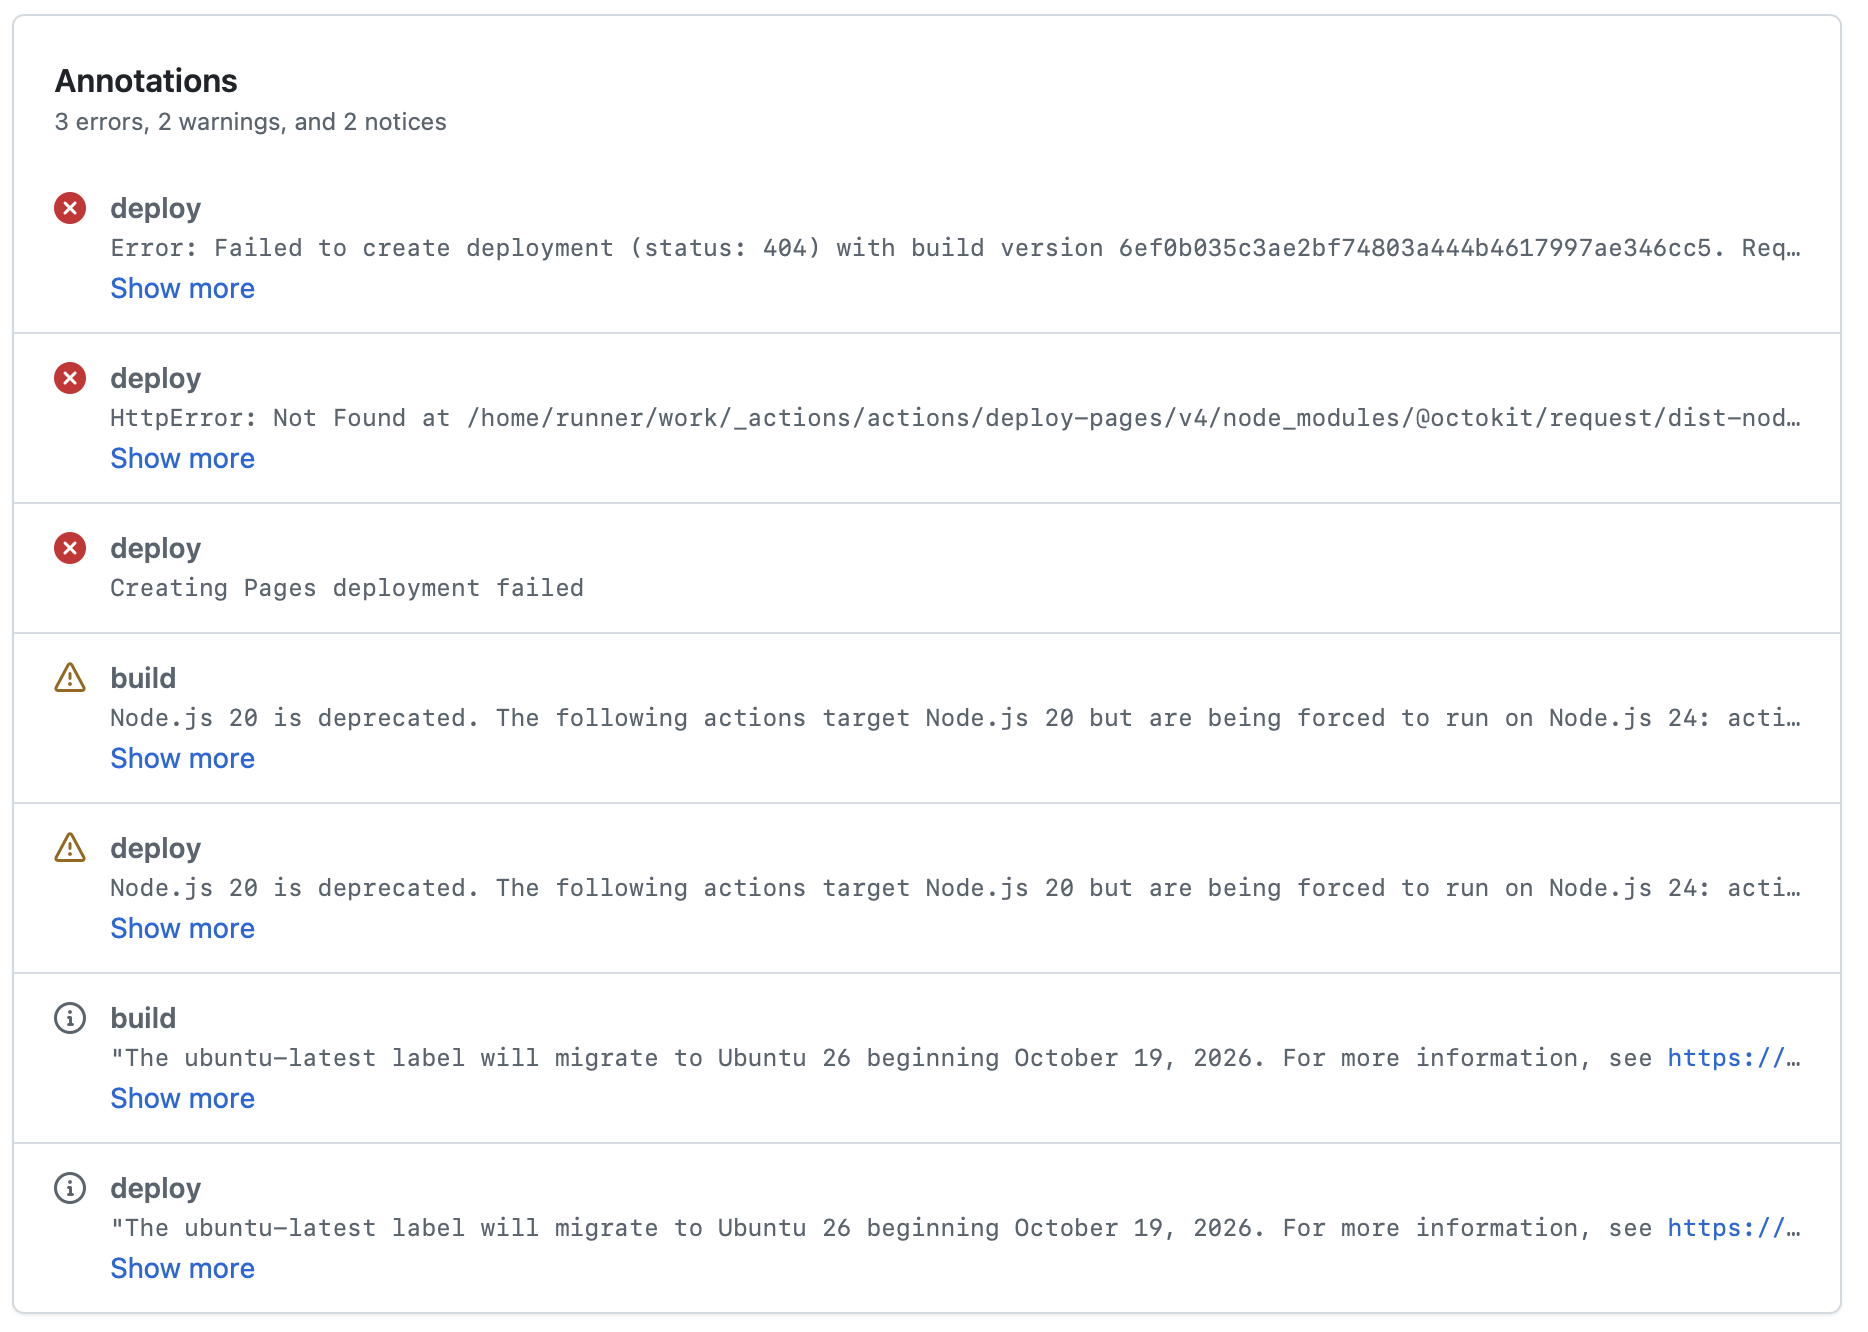 Annotations
3 errors, 2 warnings, and 2 notices
deploy
Error: Failed to create deployment (status: 404) with build version 6ef0b035c3ae2bf74803a444b4617997ae346cc5. Req…
Show more
deploy
HttpError: Not Found at /home/runner/work/_actions/actions/deploy-pages/v4/node_modules/@octokit/request/dist-nod…
Show more
deploy
Creating Pages deployment failed
build
Node.js 20 is deprecated. The following actions target Node.js 20 but are being forced to run on Node.js 24: acti…
Show more
deploy
Node.js 20 is deprecated. The following actions target Node.js 20 but are being forced to run on Node.js 24: acti…
Show more
build
"The ubuntu-latest label will migrate to Ubuntu 26 beginning October 19, 2026. For more information, see https://…
Show more
deploy
"The ubuntu-latest label will migrate to Ubuntu 26 beginning October 19, 2026. For more information, see https://…
Show more